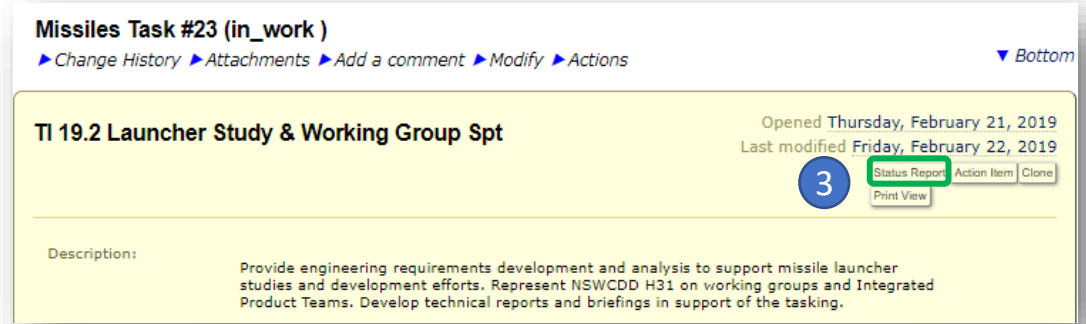 Missiles Task #23 (in_work )
▶Change History ▶Attachments ▶Add a comment ▶Modify ▶Actions
▼ Bottom
TI 19.2 Launcher Study & Working Group Spt
Opened Thursday, February 21, 2019
Last modified Friday, February 22, 2019
3
Status Report Action Item Clone
Print View
Description:
Provide engineering requirements development and analysis to support missile launcher
studies and development efforts. Represent NSWCDD H31 on working groups and Integrated
Product Teams. Develop technical reports and briefings in support of the tasking.